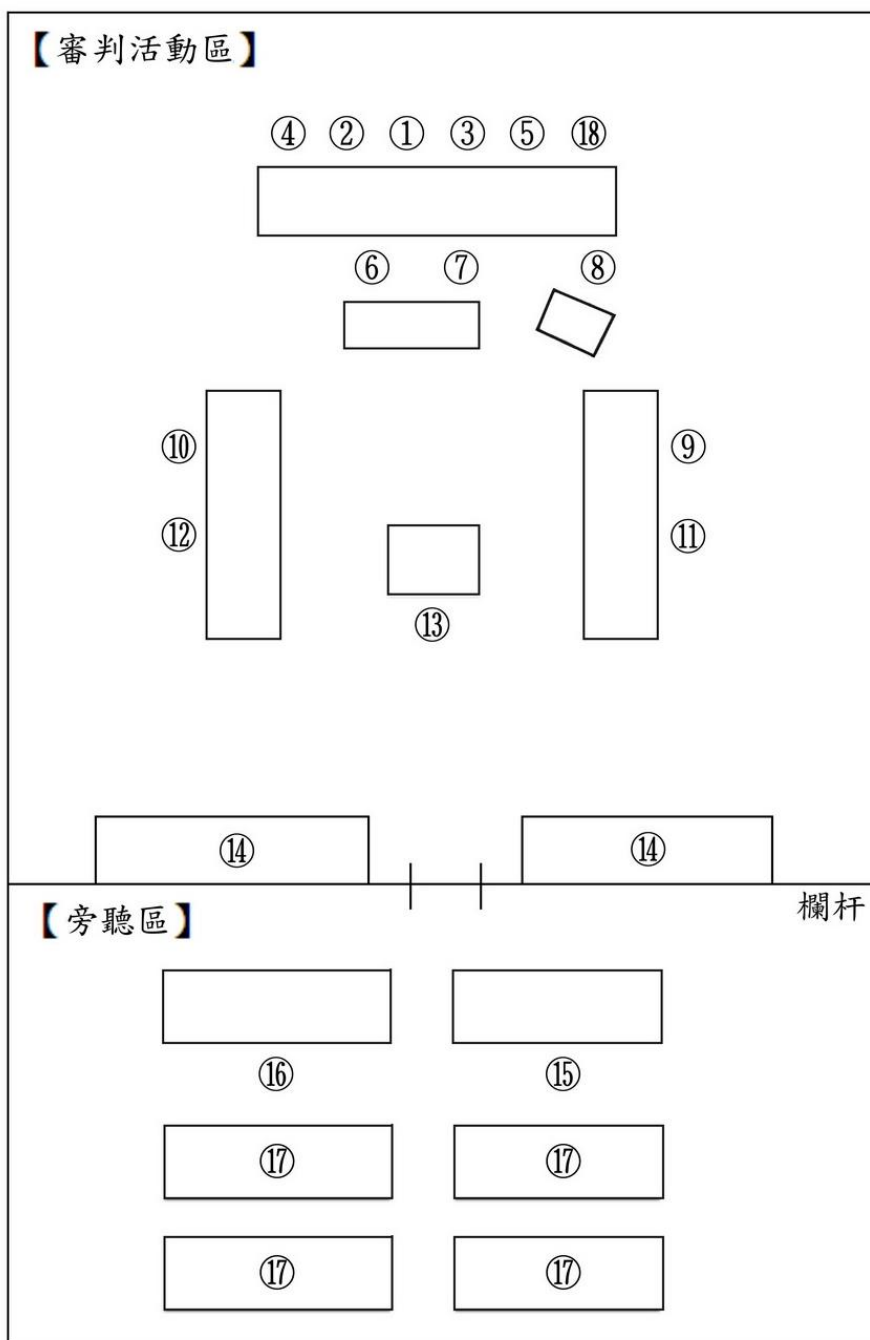 【審判活動區】
④ ② ① ③ ⑤ ⑱
⑥ ⑦ ⑧
⑩ ⑨
⑫ ⑪
⑬
⑭ ⑭
欄杆
【旁聽區】
⑯ ⑮
⑰ ⑰
⑰ ⑰